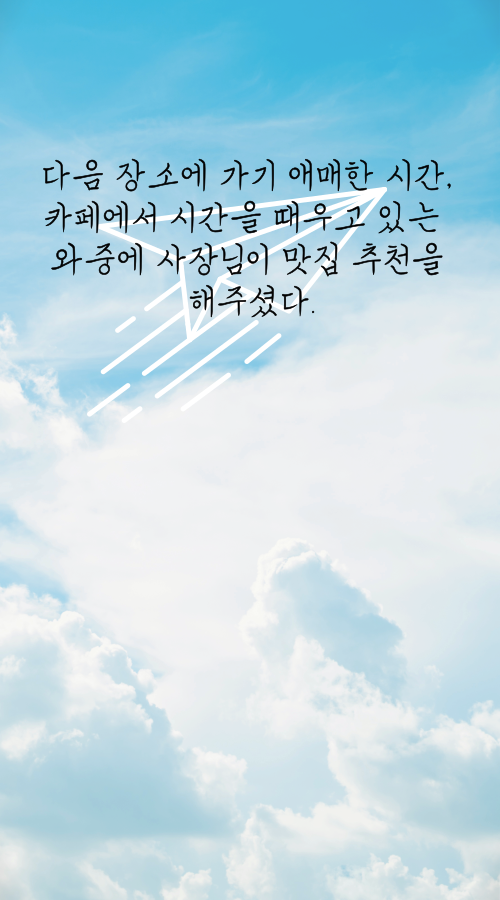 다음 장소에 가기 애매한 시간,
카페에서 시간을 때우고 있는
와중에 사장님이 맛집 추천을
해주셨다.